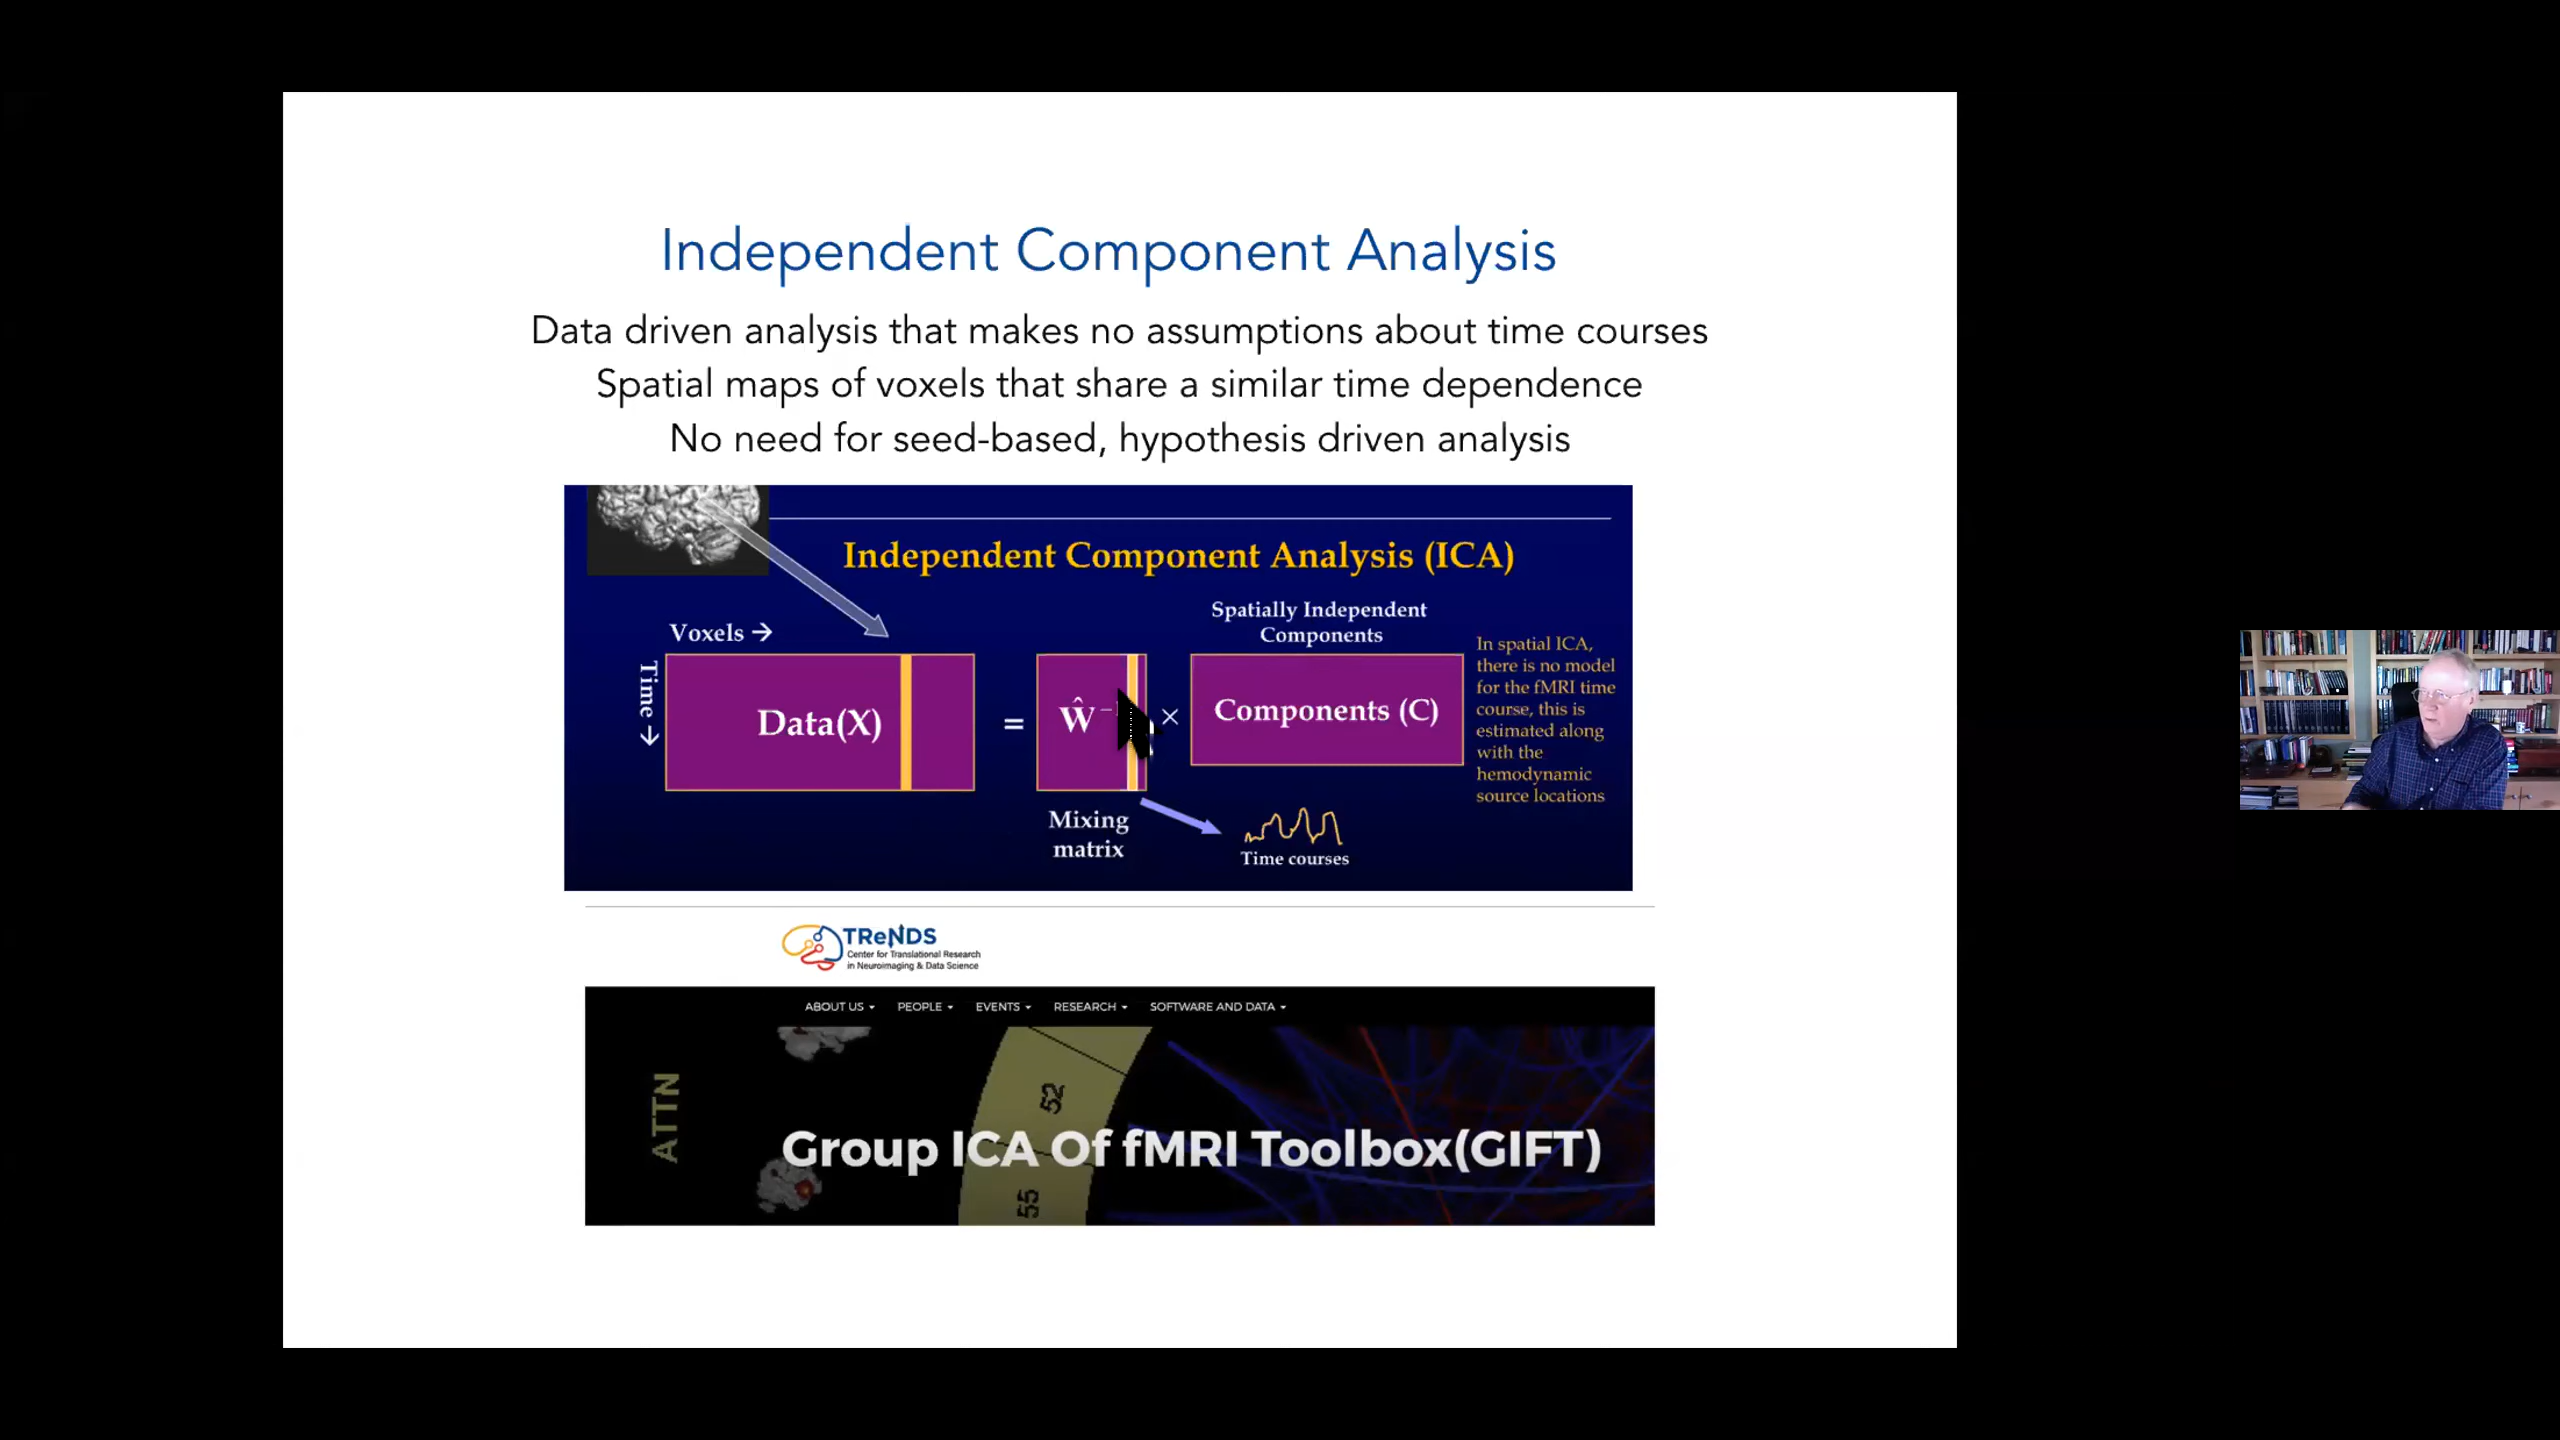 Independent Component Analysis
Data driven analysis that makes no assumptions about time courses
Spatial maps of voxels that share a similar time dependence
No need for seed-based, hypothesis driven analysis
Independent Component Analysis (ICA)
Voxels →
Time →
Data(X)
=
Ŵ⁻
×
Mixing
matrix
Spatially Independent
Components
Components (C)
Time courses
In spatial ICA,
there is no model
for the fMRI time
course, this is
estimated along
with the
hemodynamic
source locations
TReNDS
Center for Translational Research
in Neuroimaging & Data Science
ABOUT US PEOPLE EVENTS RESEARCH SOFTWARE AND DATA
ATTN
52
Group ICA Of fMRI Toolbox(GIFT)
55